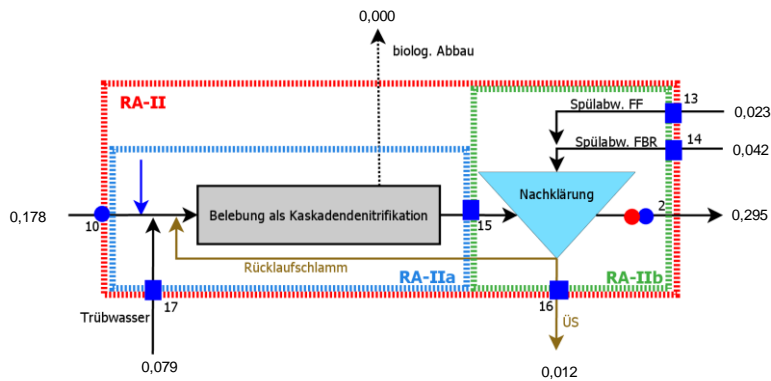 0,000
biolog. Abbau
RA-II
13
Spülabw. FF
0,023
14
Spülabw. FBR
0,042
Nachklärung
0,178
10
Belebung als Kaskadendenitrifikation
15
2
0,295
Rücklaufschlamm
RA-IIa
RA-IIb
17
16
Trübwasser
ÜS
0,079
0,012